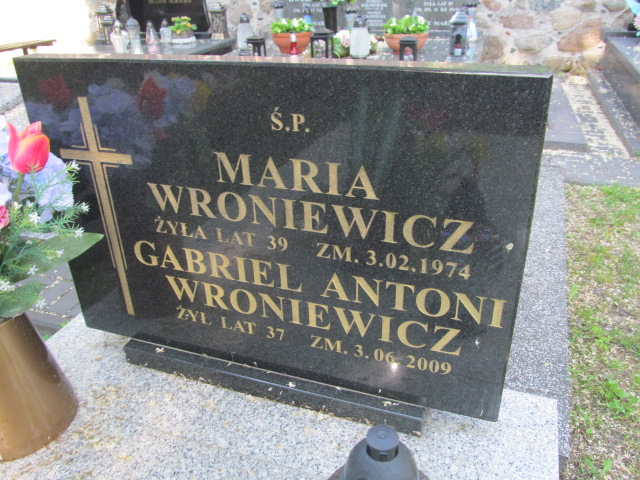 Ś.P.
MARIA
WRONIEWICZ
ŻYŁA LAT 39 ZM. 3.02.1974
GABRIEL ANTONI
WRONIEWICZ
ŻYŁ LAT 37 ZM. 3.06.2009